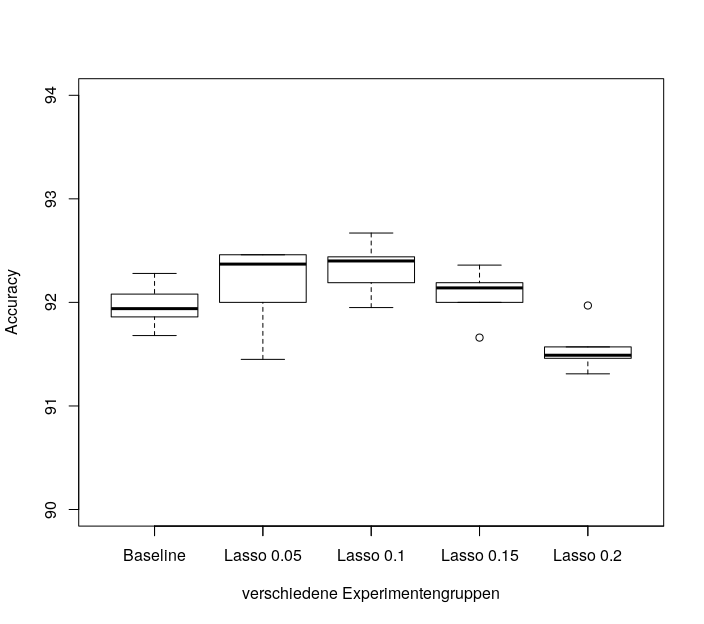 94
93
92
91
90
Accuracy
Baseline Lasso 0.05 Lasso 0.1 Lasso 0.15 Lasso 0.2
verschiedene Experimentengruppen